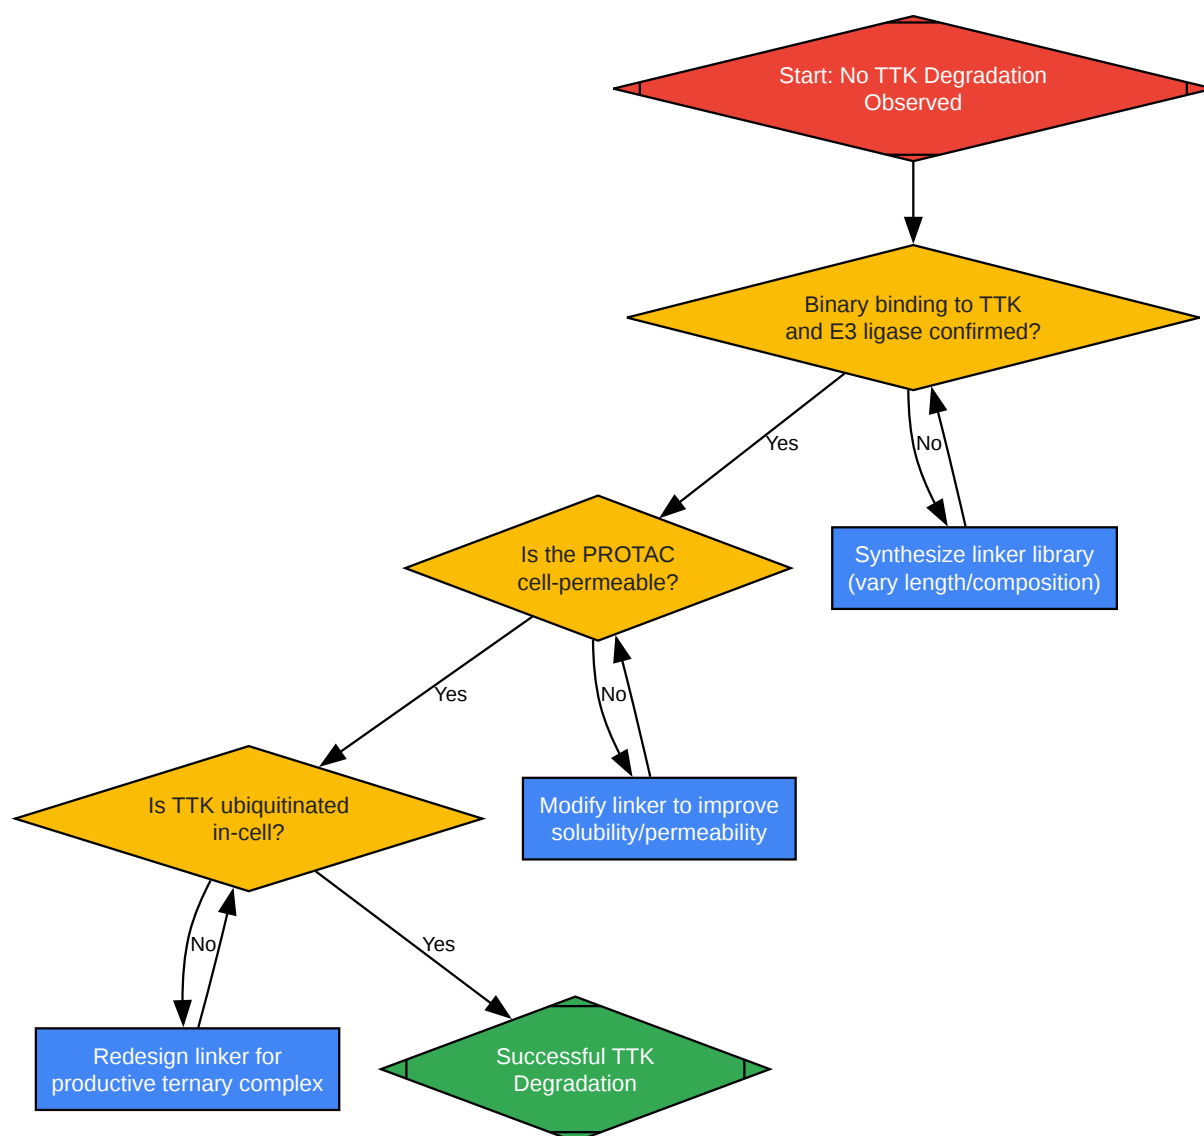 Start: No TTK Degradation
Observed
Binary binding to TTK
and E3 ligase confirmed?
Yes
No
Is the PROTAC
cell-permeable?
Synthesize linker library
(vary length/composition)
Yes
No
Is TTK ubiquitinated
in-cell?
Modify linker to improve
solubility/permeability
No
Yes
Redesign linker for
productive ternary complex
Successful TTK
Degradation